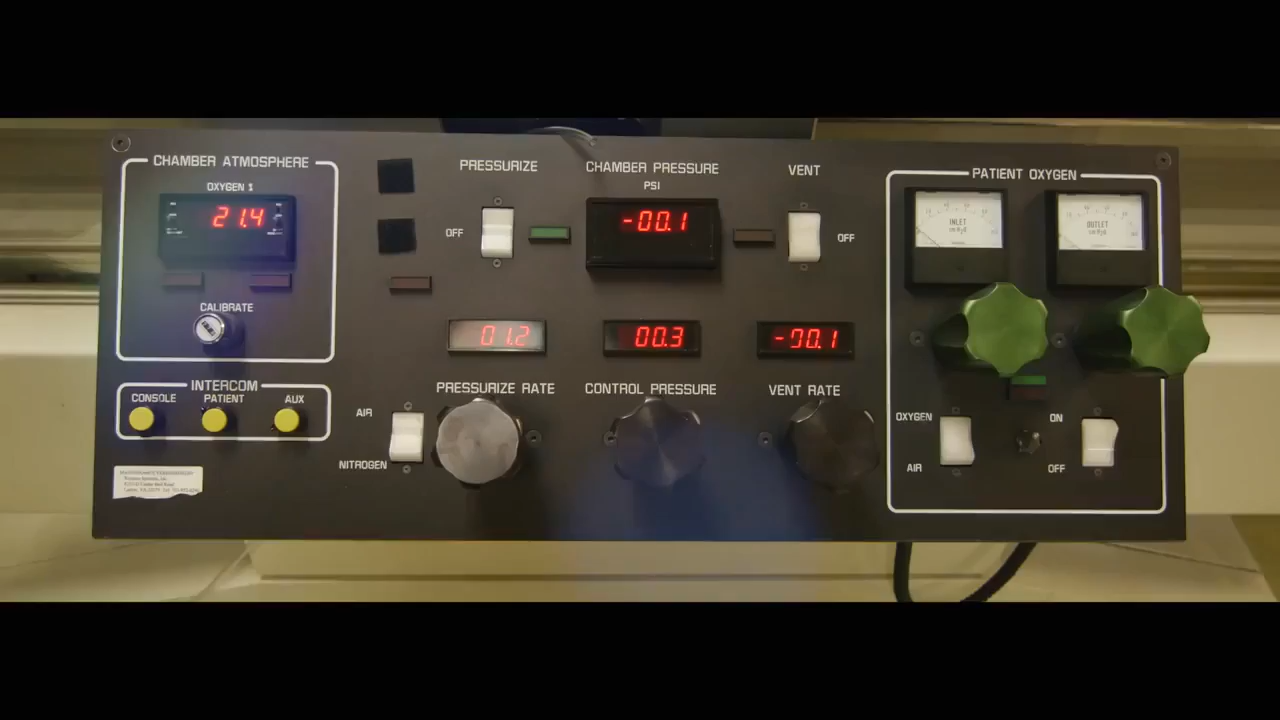 CHAMBER ATMOSPHERE
OXYGEN %
21.4
CALIBRATE
INTERCOM
CONSOLE PATIENT AUX
PRESSURIZE
OFF
CHAMBER PRESSURE
PSI
-00.1
VENT
OFF
01.2
00.3
-00.1
PRESSURIZE RATE
CONTROL PRESSURE
VENT RATE
AIR
NITROGEN
PATIENT OXYGEN
INLET
OUTLET
OXYGEN
AIR
ON
OFF